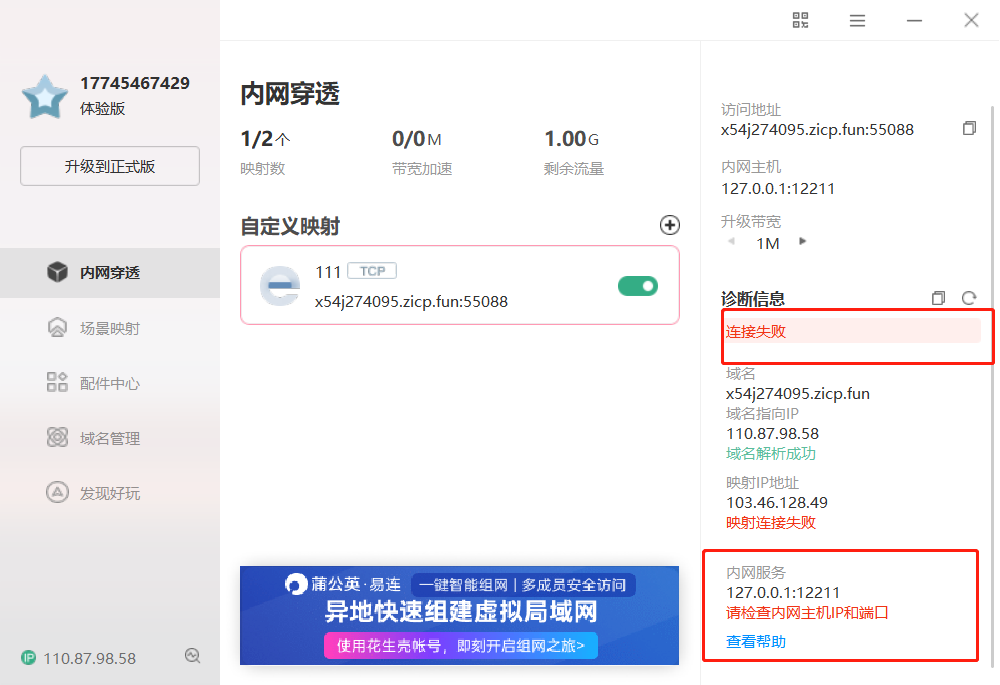 17745467429
体验版
升级到正式版
内网穿透
场景映射
配件中心
域名管理
发现好玩
IP 110.87.98.58
内网穿透
1/2个
映射数
0/0M
带宽加速
1.00G
剩余流量
自定义映射
111 TCP
x54j274095.zicp.fun:55088
蒲公英·易连 一键智能组网 | 多成员安全访问
异地快速组建虚拟局域网
使用花生壳帐号，即刻开启组网之旅>
访问地址
x54j274095.zicp.fun:55088
内网主机
127.0.0.1:12211
升级带宽
1M
诊断信息
连接失败
域名
x54j274095.zicp.fun
域名指向IP
110.87.98.58
域名解析成功
映射IP地址
103.46.128.49
映射连接失败
内网服务
127.0.0.1:12211
请检查内网主机IP和端口
查看帮助